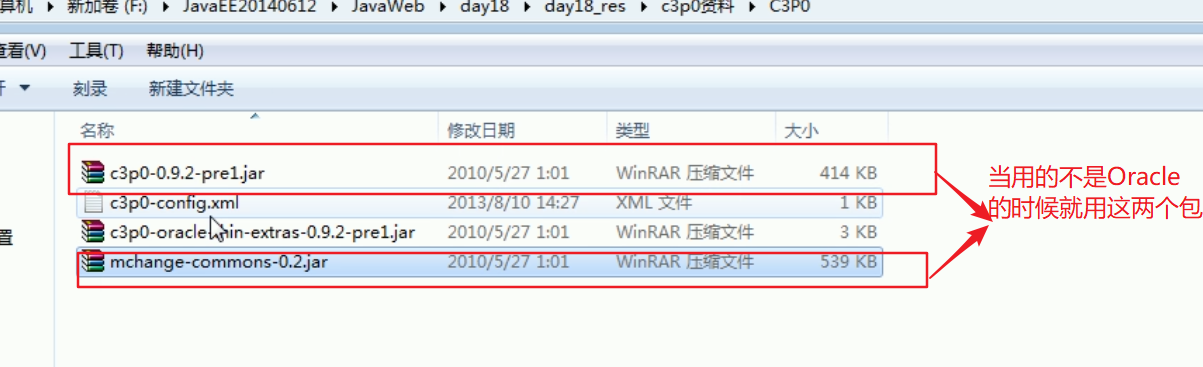 算机 ▸ 新加卷 (F:) ▸ JavaEE20140612 ▸ JavaWeb ▸ day18 ▸ day18_res ▸ c3p0资料 ▸ C3P0
查看(V) 工具(T) 帮助(H)
刻录 新建文件夹
名称 修改日期 类型 大小
c3p0-0.9.2-pre1.jar 2010/5/27 1:01 WinRAR 压缩文件 414 KB
c3p0-config.xml 2013/8/10 14:27 XML 文件 1 KB
c3p0-oracle-thin-extras-0.9.2-pre1.jar 2010/5/27 1:01 WinRAR 压缩文件 3 KB
mchange-commons-0.2.jar 2010/5/27 1:01 WinRAR 压缩文件 539 KB
当用的不是Oracle
的时候就用这两个包
置